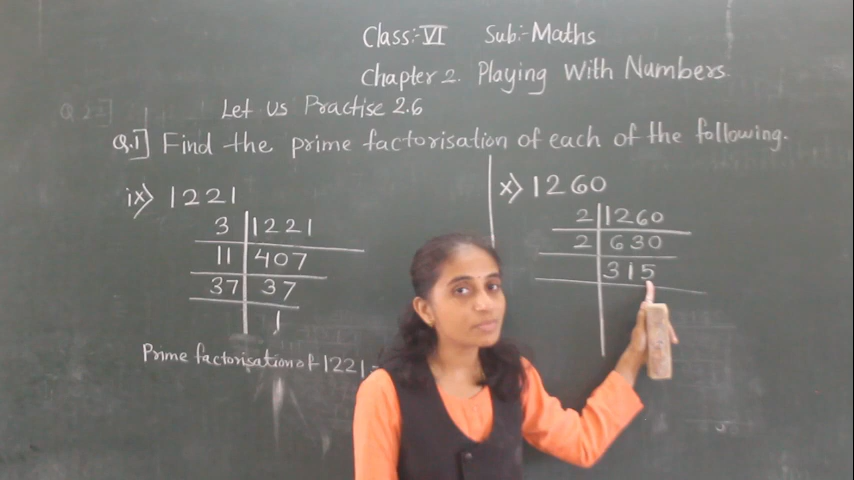 Class:- VI Sub:- Maths
Chapter 2. Playing With Numbers.
Let us Practise 2.6
Q.1] Find the prime factorisation of each of the following.
ix) 1221
3 | 1221
11 | 407
37 | 37
1
Prime factorisation of 1221 =
x) 1260
2 | 1260
2 | 630
315